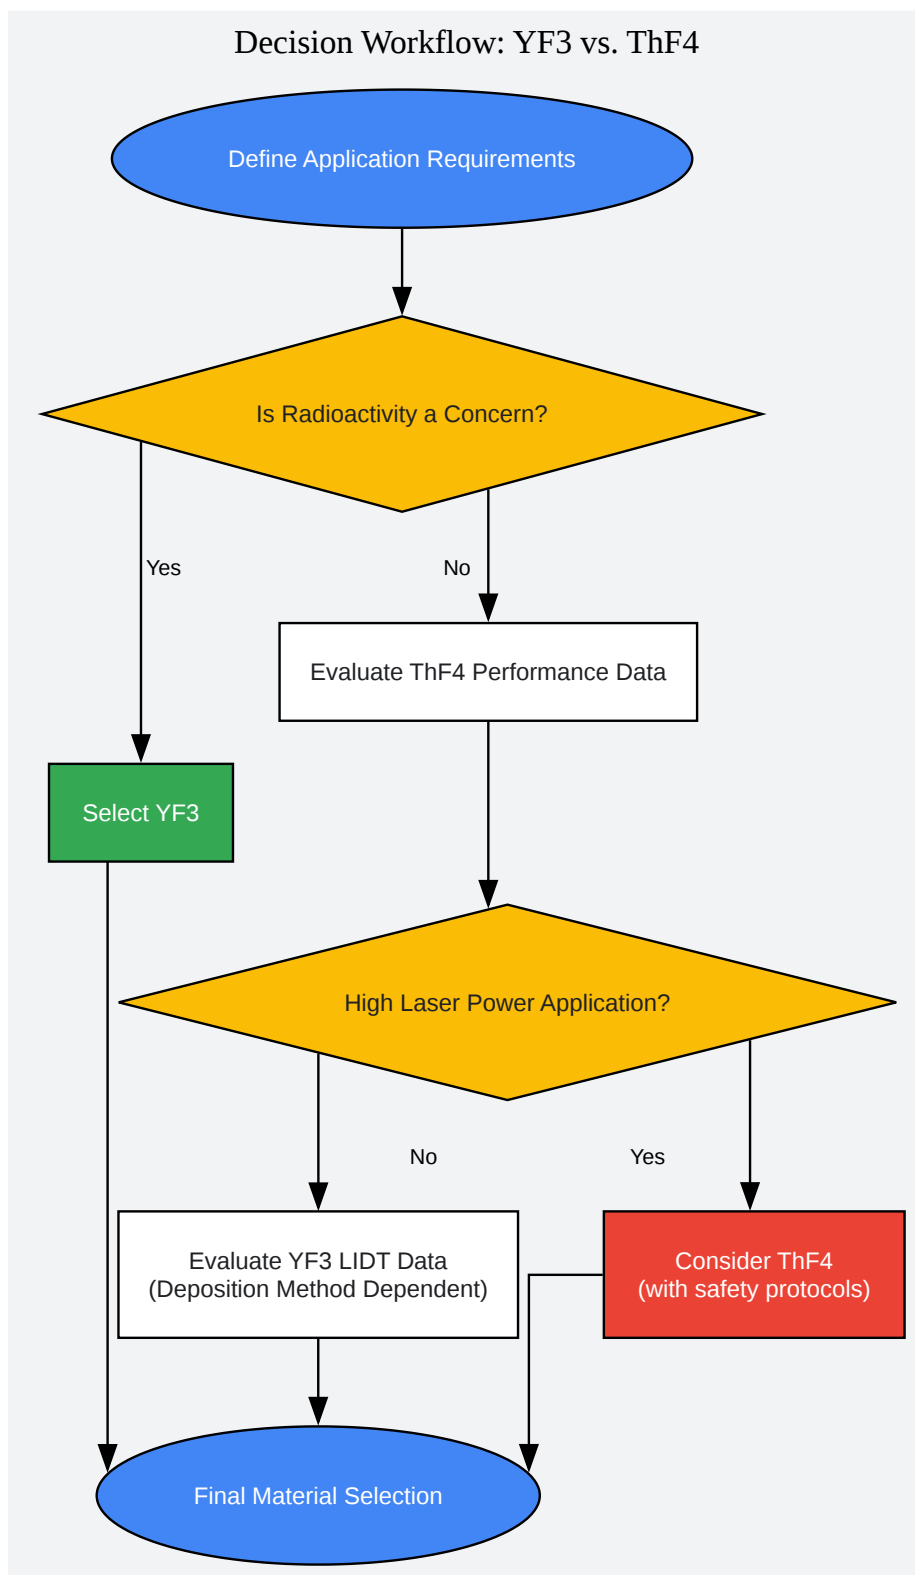 Decision Workflow: YF3 vs. ThF4
Define Application Requirements
Is Radioactivity a Concern?
Yes
No
Evaluate ThF4 Performance Data
Select YF3
High Laser Power Application?
No
Yes
Evaluate YF3 LIDT Data
(Deposition Method Dependent)
Consider ThF4
(with safety protocols)
Final Material Selection